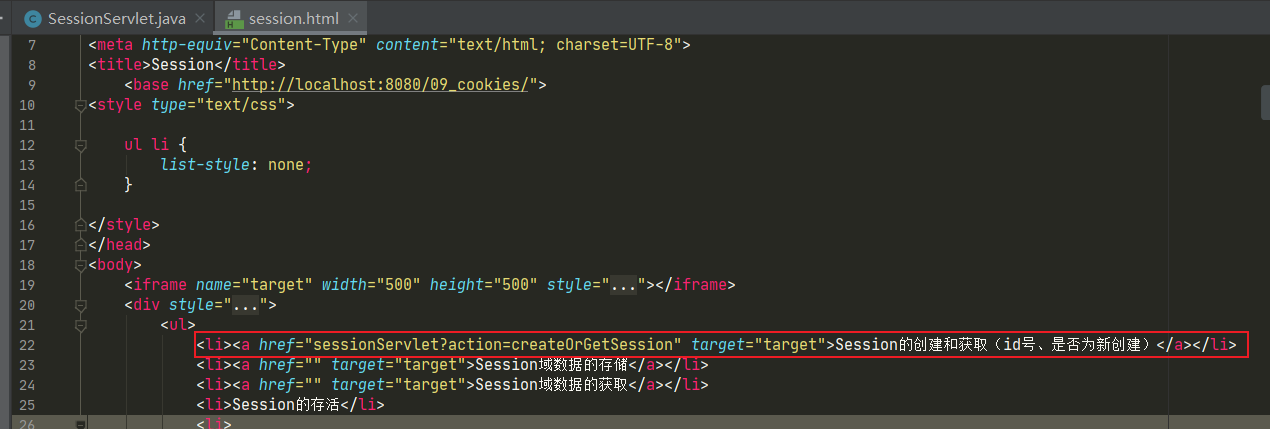 SessionServlet.java
session.html
7 <meta http-equiv="Content-Type" content="text/html; charset=UTF-8">
8 <title>Session</title>
9 <base href="http://localhost:8080/09_cookies/">
10 <style type="text/css">
11
12 ul li {
13 list-style: none;
14 }
15
16 </style>
17 </head>
18 <body>
19 <iframe name="target" width="500" height="500" style="..."></iframe>
20 <div style="...">
21 <ul>
22 <li><a href="sessionServlet?action=createOrGetSession" target="target">Session的创建和获取（id号、是否为新创建）</a></li>
23 <li><a href="" target="target">Session域数据的存储</a></li>
24 <li><a href="" target="target">Session域数据的获取</a></li>
25 <li>Session的存活</li>
26 <li>